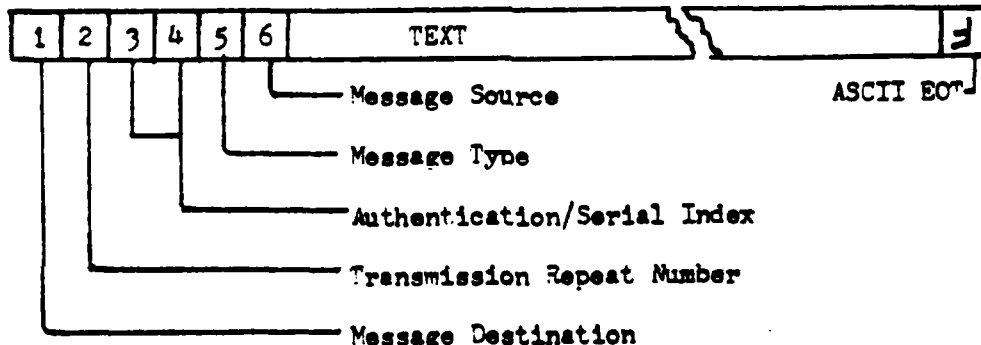 1 2 3 4 5 6 TEXT
Message Source
ASCII EOT
Message Type
Authentication/Serial Index
Transmission Repeat Number
Message Destination